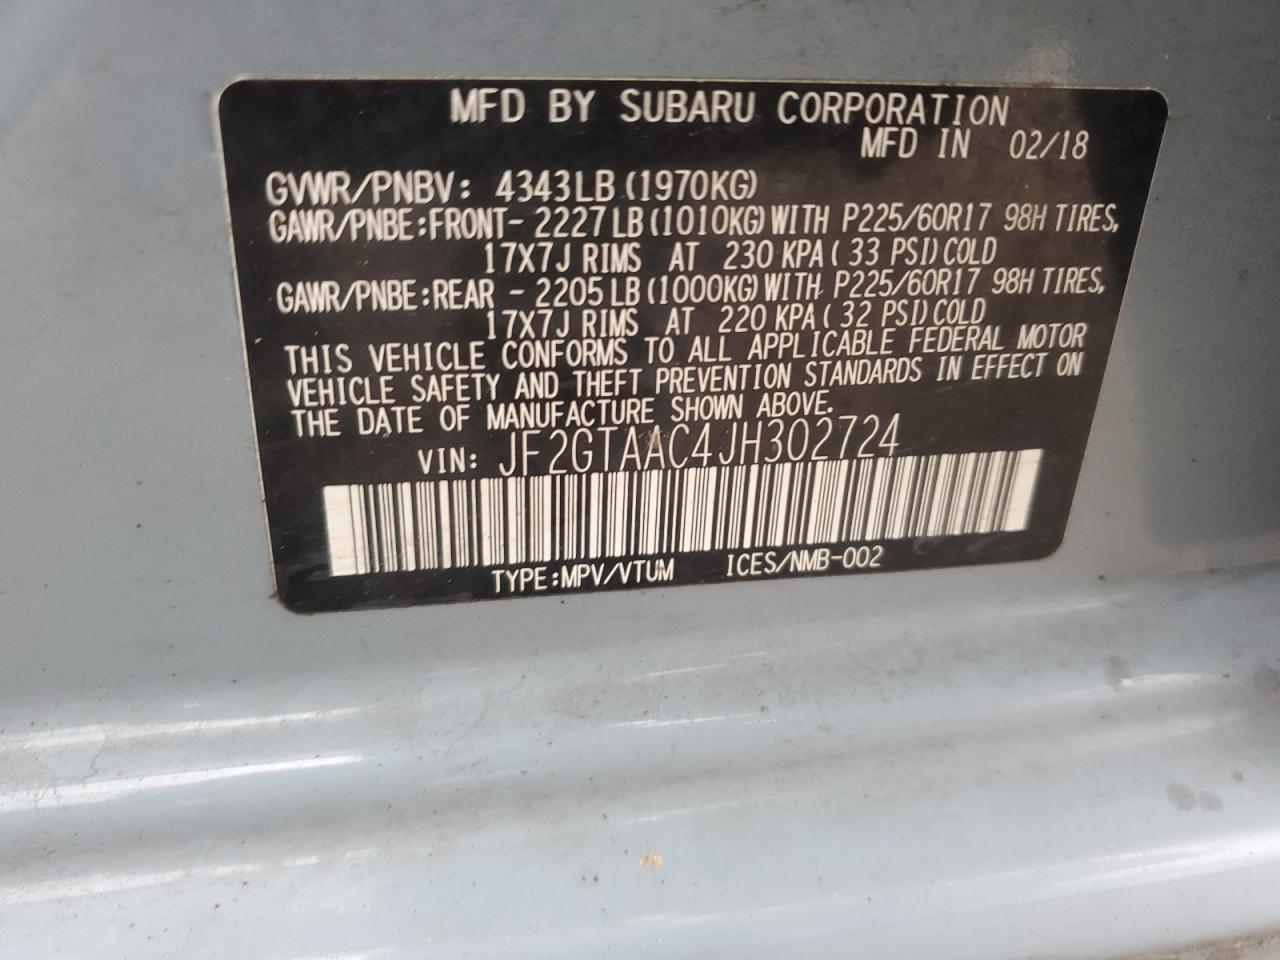 MFD BY SUBARU CORPORATION
MFD IN 02/18
GVWR/PNBV: 4343LB (1970KG)
GAWR/PNBE:FRONT- 2227LB (1010KG) WITH P225/60R17 98H TIRES,
17X7J RIMS AT 230 KPA ( 33 PSI) COLD
GAWR/PNBE:REAR - 2205LB (1000KG) WITH P225/60R17 98H TIRES,
17X7J RIMS AT 220 KPA ( 32 PSI) COLD
THIS VEHICLE CONFORMS TO ALL APPLICABLE FEDERAL MOTOR
VEHICLE SAFETY AND THEFT PREVENTION STANDARDS IN EFFECT ON
THE DATE OF MANUFACTURE SHOWN ABOVE.
VIN: JF2GTAAC4JH302724
TYPE:MPV/VTUM ICES/NMB-002